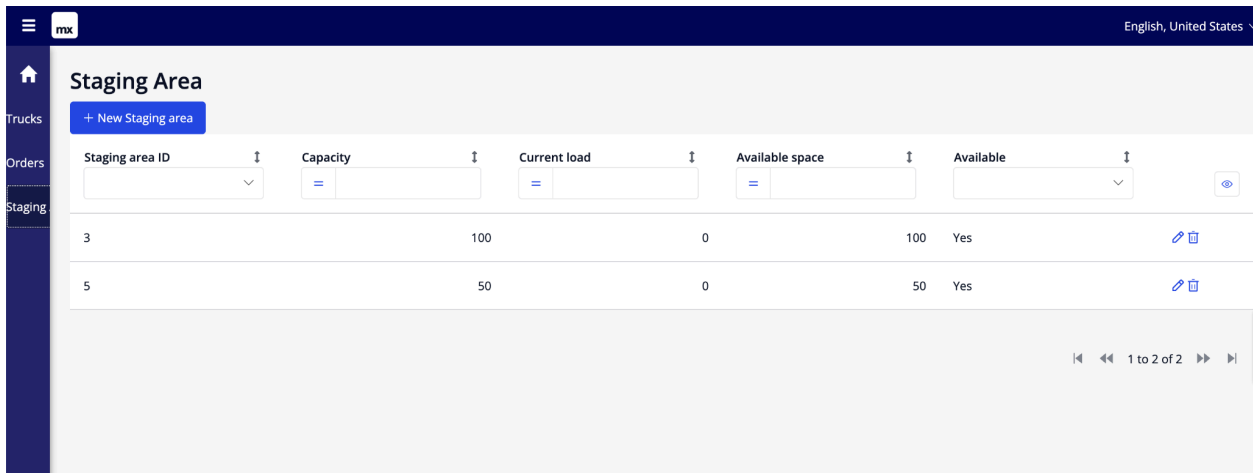 mx
English, United States
Staging Area
Trucks
+ New Staging area
Staging area ID
Capacity
Current load
Available space
Available
Orders
= = =
Staging
3 100 0 100 Yes
5 50 0 50 Yes
1 to 2 of 2